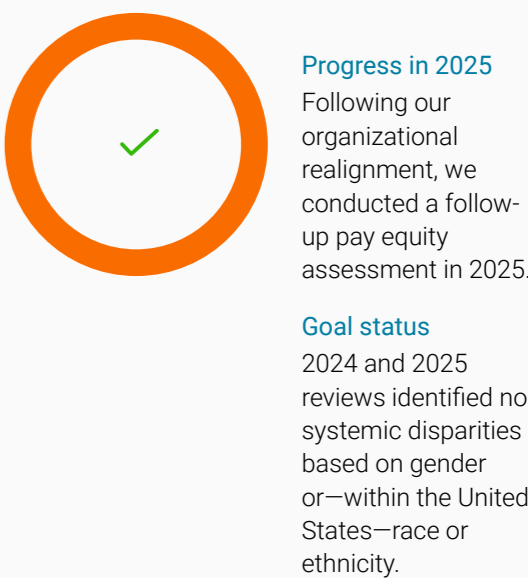 Progress in 2025
Following our
organizational
realignment, we
conducted a follow-
up pay equity
assessment in 2025.
Goal status
2024 and 2025
reviews identified no
systemic disparities
based on gender
or—within the United
States—race or
ethnicity.